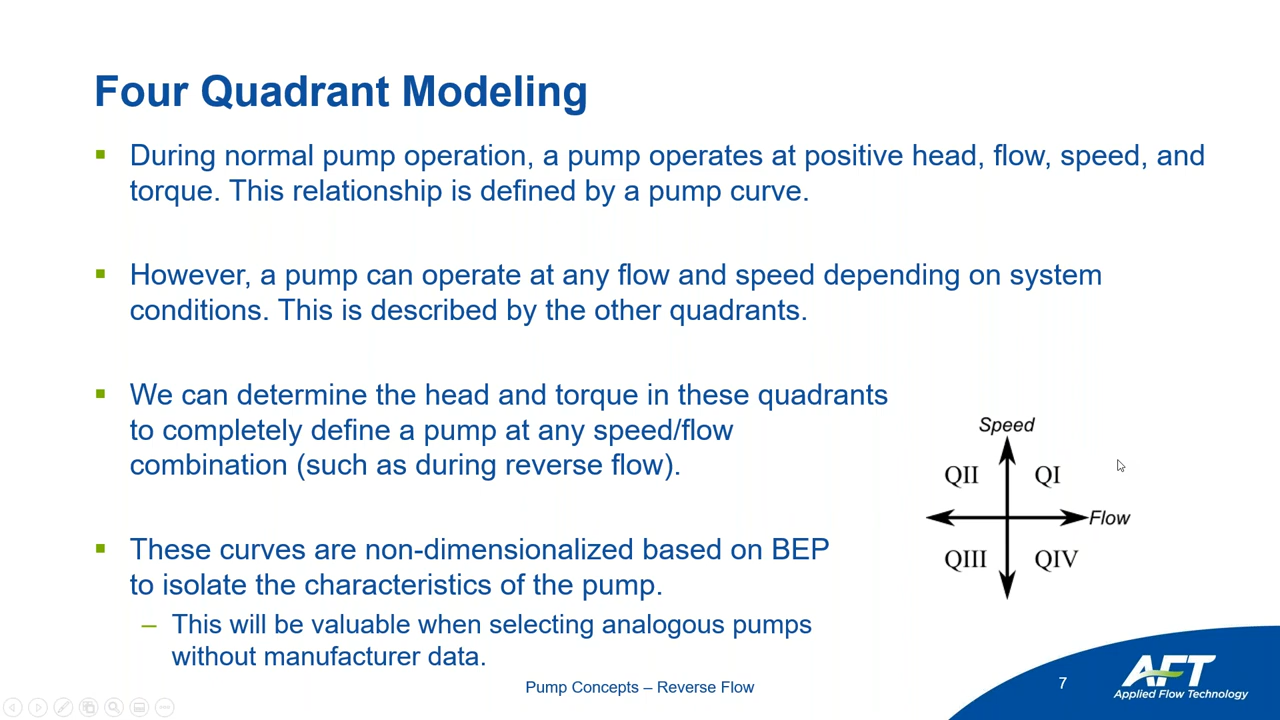 Four Quadrant Modeling
During normal pump operation, a pump operates at positive head, flow, speed, and
torque. This relationship is defined by a pump curve.
However, a pump can operate at any flow and speed depending on system
conditions. This is described by the other quadrants.
We can determine the head and torque in these quadrants
to completely define a pump at any speed/flow
combination (such as during reverse flow).
Speed
QII QI
Flow
QIII QIV
These curves are non-dimensionalized based on BEP
to isolate the characteristics of the pump.
– This will be valuable when selecting analogous pumps
without manufacturer data.
Pump Concepts – Reverse Flow
7
AFT
Applied Flow Technology